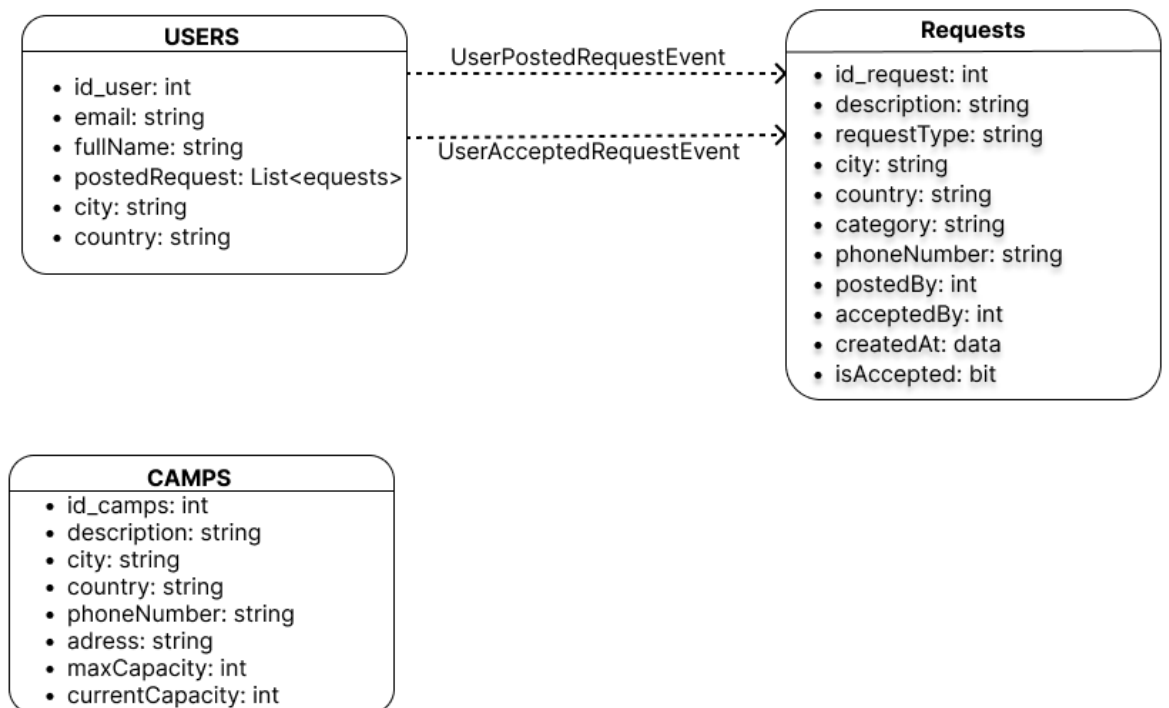 USERS
• id_user: int
• email: string
• fullName: string
• postedRequest: List<equests>
• city: string
• country: string
UserPostedRequestEvent
UserAcceptedRequestEvent
Requests
• id_request: int
• description: string
• requestType: string
• city: string
• country: string
• category: string
• phoneNumber: string
• postedBy: int
• acceptedBy: int
• createdAt: data
• isAccepted: bit
CAMPS
• id_camps: int
• description: string
• city: string
• country: string
• phoneNumber: string
• adress: string
• maxCapacity: int
• currentCapacity: int